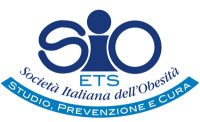 SIO
ETS
Società Italiana dell'Obesità
STUDIO, PREVENZIONE E CURA